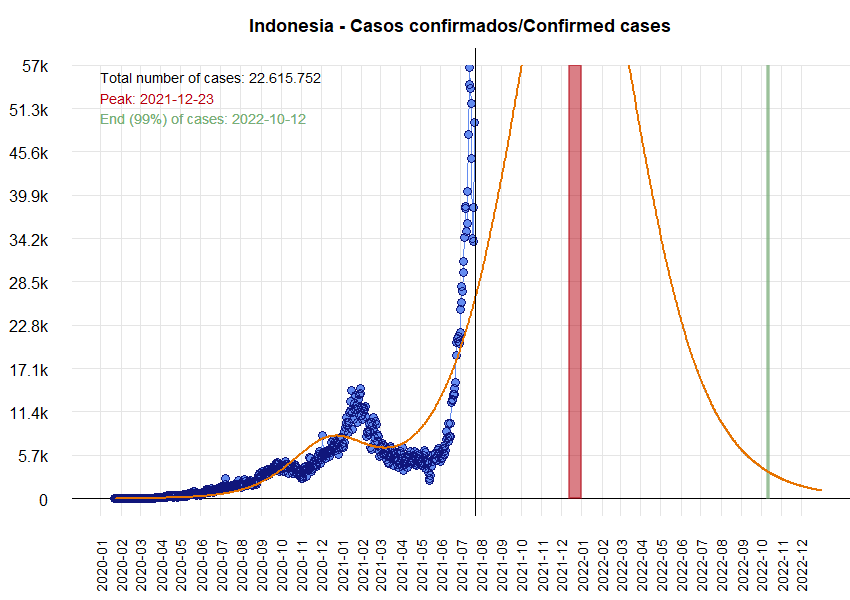 Indonesia - Casos confirmados/Confirmed cases
57k
Total number of cases: 22.615.752
Peak: 2021-12-23
End (99%) of cases: 2022-10-12
51.3k
45.6k
39.9k
34.2k
28.5k
22.8k
17.1k
11.4k
5.7k
0
2020-01
2020-02
2020-03
2020-04
2020-05
2020-06
2020-07
2020-08
2020-09
2020-10
2020-11
2020-12
2021-01
2021-02
2021-03
2021-04
2021-05
2021-06
2021-07
2021-08
2021-09
2021-10
2021-11
2021-12
2022-01
2022-02
2022-03
2022-04
2022-05
2022-06
2022-07
2022-08
2022-09
2022-10
2022-11
2022-12